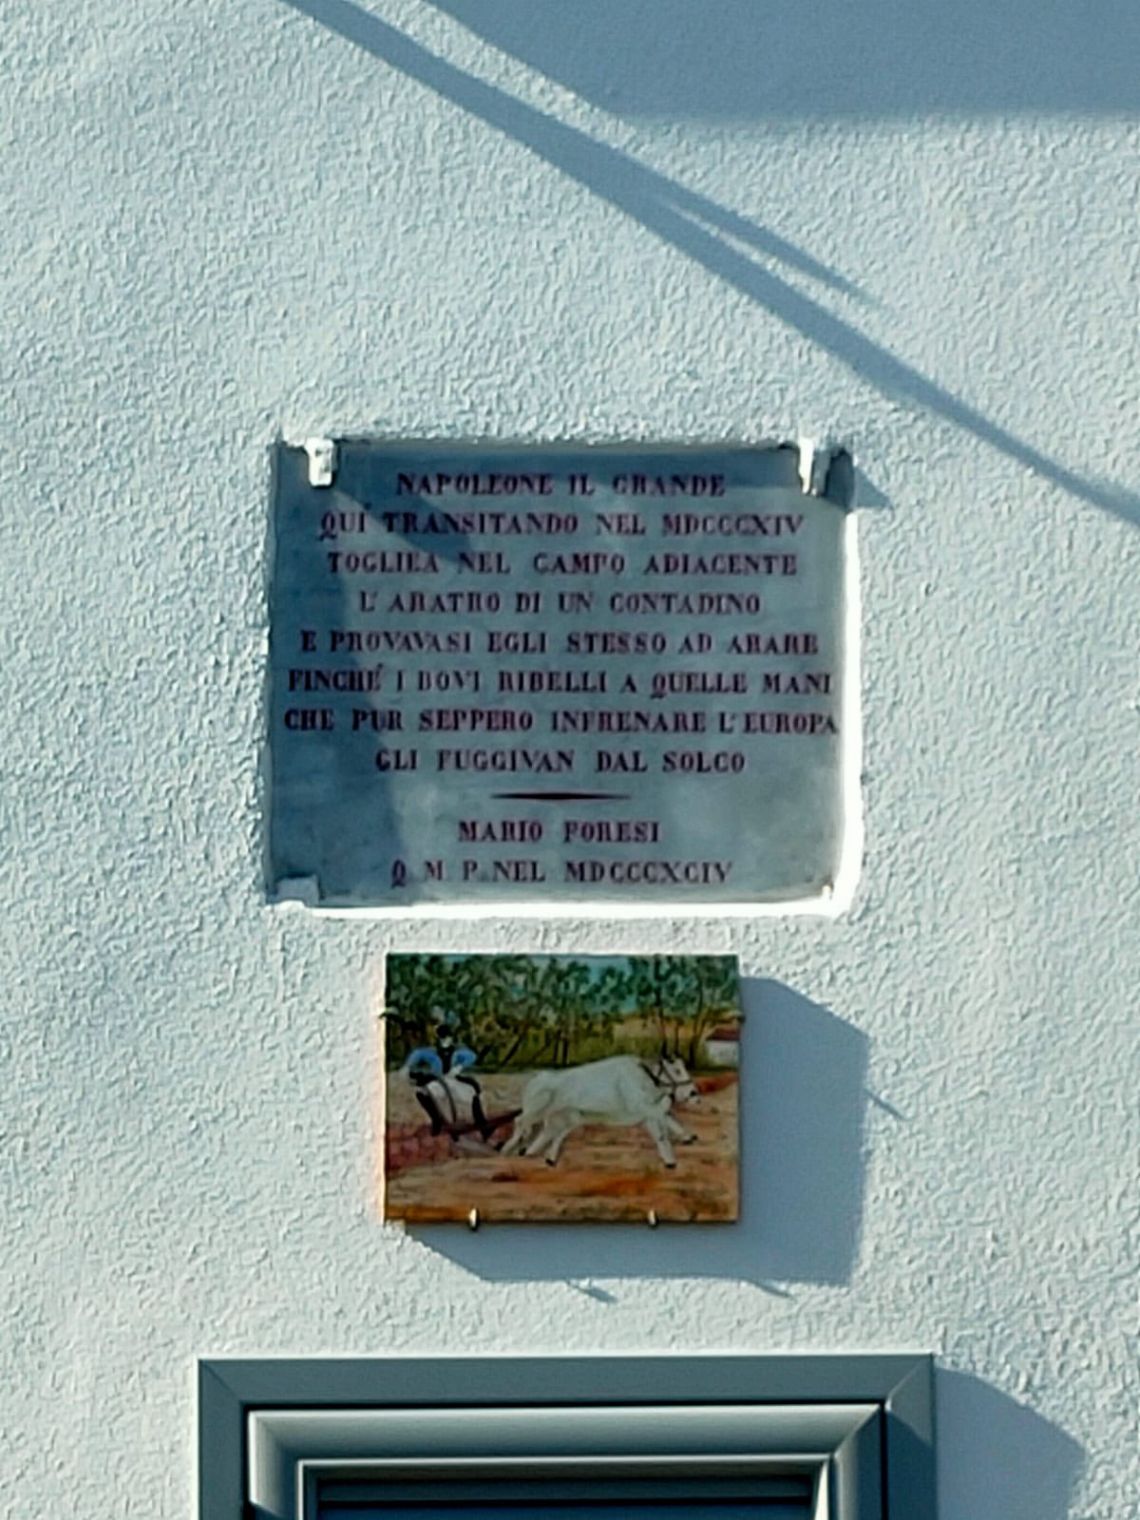 NAPOLEONE IL GRANDE
QUÍ TRANSITANDO NEL MDCCCXIV
TOGLIEA NEL CAMPO ADIACENTE
L'ARATRO DI UN CONTADINO
E PROVAVASI EGLI STESSO AD ARARE
FINCHÉ I BOVI RIBELLI A QUELLE MANI
CHE PUR SEPPERO INFRENARE L'EUROPA
GLI FUGGIVAN DAL SOLCO
MARIO FORESI
Q. M. P. NEL MDCCCXCIV